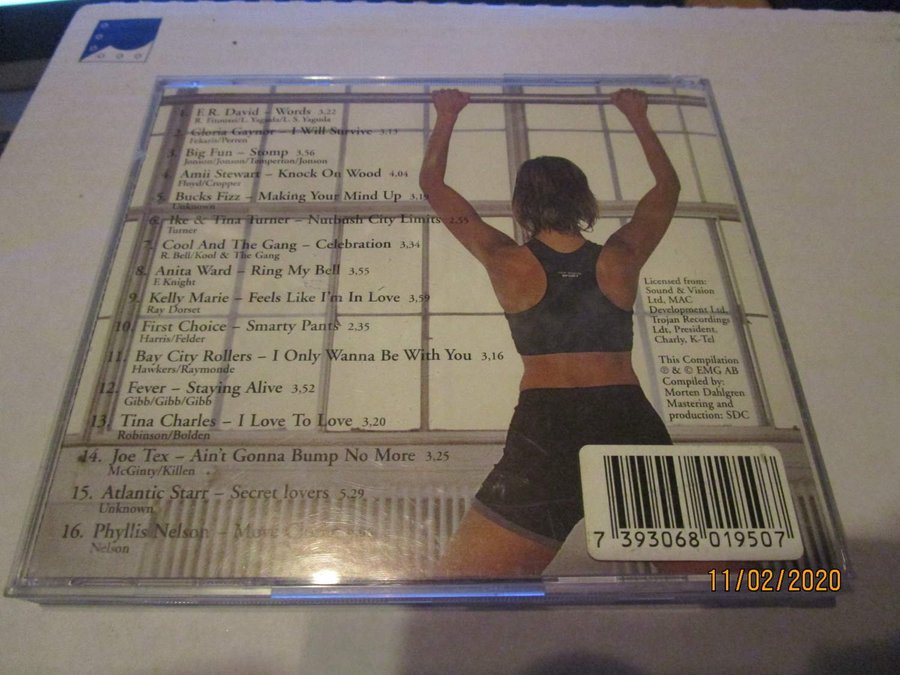 1. F.R. David – Words 3,22
R. Fitoussi/L. Yaguda/L. S. Yaguida
2. Gloria Gaynor – I Will Survive 3,13
Fekaris/Perren
3. Big Fun – Stomp 3,56
Jonson/Jonson/Temperton/Jonson
4. Amii Stewart – Knock On Wood 4,04
Floyd/Cropper
5. Bucks Fizz – Making Your Mind Up 3,19
Unknown
6. Ike & Tina Turner – Nutbush City Limits 2,55
Turner
7. Cool And The Gang – Celebration 3,34
R. Bell/Kool & The Gang
8. Anita Ward – Ring My Bell 3,55
F. Knight
9. Kelly Marie – Feels Like I'm In Love 3,59
Ray Dorset
10. First Choice – Smarty Pants 2,35
Harris/Felder
11. Bay City Rollers – I Only Wanna Be With You 3,16
Hawkers/Raymonde
12. Fever – Staying Alive 3,52
Gibb/Gibb/Gibb
13. Tina Charles – I Love To Love 3,20
Robinson/Bolden
14. Joe Tex – Ain't Gonna Bump No More 3,25
McGinty/Killen
15. Atlantic Starr – Secret lovers 5,29
Unknown
16. Phyllis Nelson – Move
Nelson
Licensed from:
Sound & Vision
Ltd, MAC
Development Ltd,
Trojan Recordings
Ldt, President,
Charly, K-Tel
This Compilation
℗ & © EMG AB
Compiled by:
Morten Dahlgren
Mastering and
production: SDC
7 393068 019507
11/02/2020